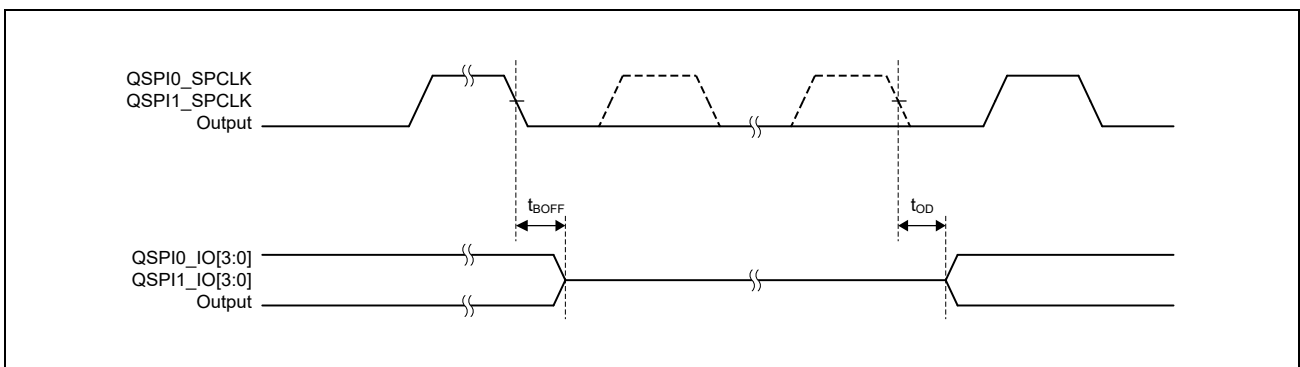 QSPI0_SPCLK
QSPI1_SPCLK
Output
tBOFF
tOD
QSPI0_IO[3:0]
QSPI1_IO[3:0]
Output